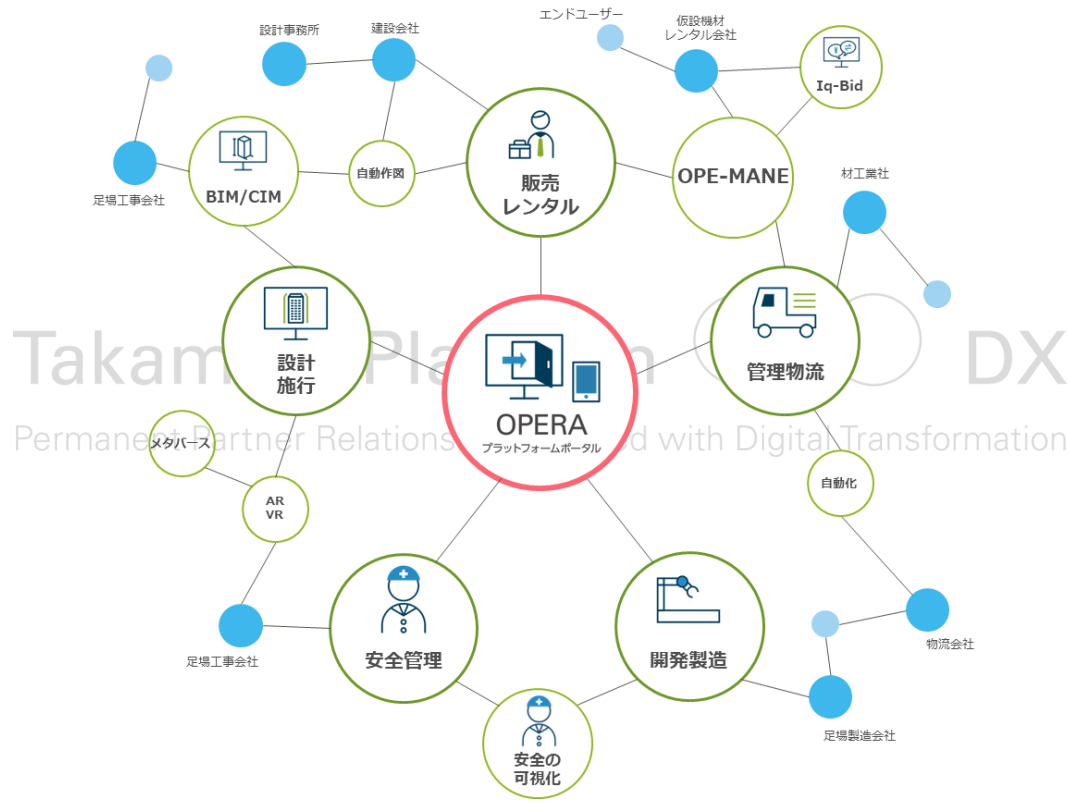 エンドユーザー
設計事務所
建設会社
仮設機材
レンタル会社
Iq-Bid
自動作図
BIM/CIM
足場工事会社
販売
レンタル
OPE-MANE
材工業社
設計
施行
管理物流
Takam
Pla
m
DX
OPERA
プラットフォームポータル
メタバース
Permanent Partner Relations
d with Digital Transformation
AR
VR
自動化
安全管理
開発製造
足場工事会社
物流会社
足場製造会社
安全の
可視化